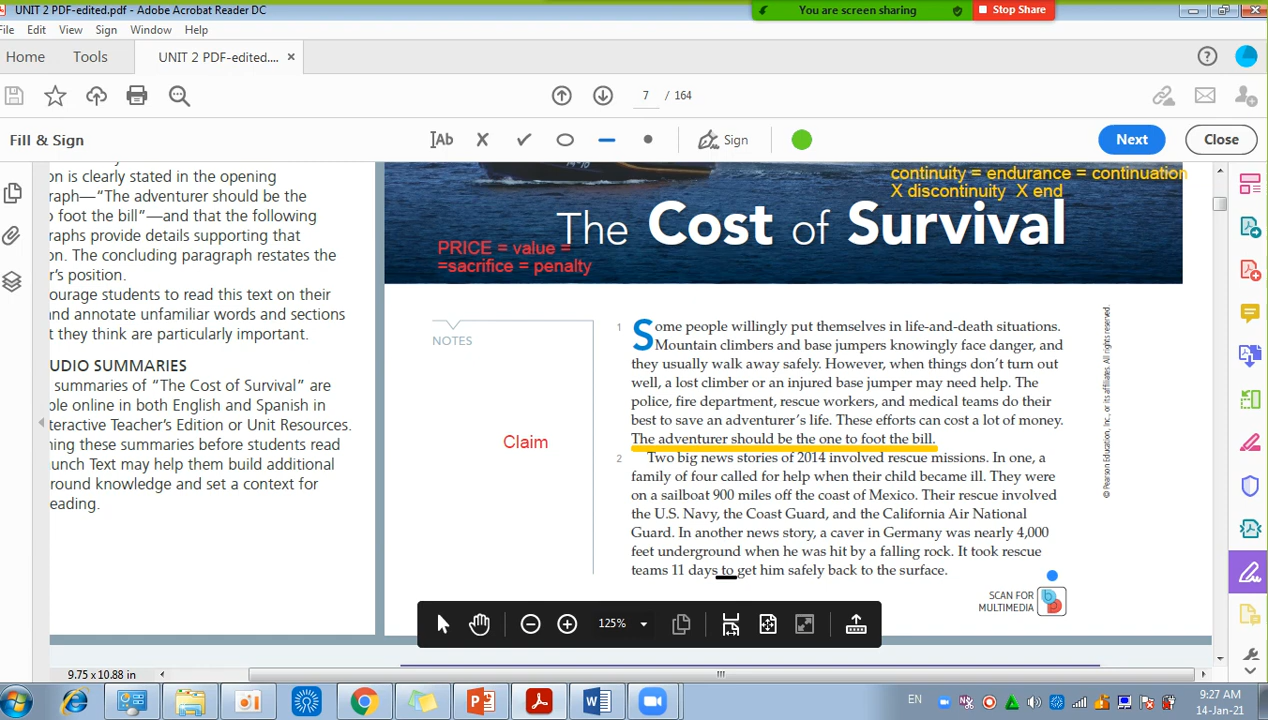 UNIT 2 PDF-edited.pdf - Adobe Acrobat Reader DC
You are screen sharing
Stop Share
File Edit View Sign Window Help
Home Tools UNIT 2 PDF-edited.... ×
7 / 164
Fill & Sign
Ab
Sign
Next
Close
on is clearly stated in the opening
raph—“The adventurer should be the
o foot the bill”—and that the following
raphs provide details supporting that
on. The concluding paragraph restates the
r’s position.
ourage students to read this text on their
and annotate unfamiliar words and sections
t they think are particularly important.
UDIO SUMMARIES
summaries of “The Cost of Survival” are
ble online in both English and Spanish in
teractive Teacher’s Edition or Unit Resources.
ning these summaries before students read
aunch Text may help them build additional
round knowledge and set a context for
eading.
continuity = endurance = continuation
X discontinuity X end
The Cost of Survival
PRICE = value =
=sacrifice = penalty
NOTES
Claim
1 Some people willingly put themselves in life-and-death situations.
Mountain climbers and base jumpers knowingly face danger, and
they usually walk away safely. However, when things don’t turn out
well, a lost climber or an injured base jumper may need help. The
police, fire department, rescue workers, and medical teams do their
best to save an adventurer’s life. These efforts can cost a lot of money.
The adventurer should be the one to foot the bill.
2 Two big news stories of 2014 involved rescue missions. In one, a
family of four called for help when their child became ill. They were
on a sailboat 900 miles off the coast of Mexico. Their rescue involved
the U.S. Navy, the Coast Guard, and the California Air National
Guard. In another news story, a caver in Germany was nearly 4,000
feet underground when he was hit by a falling rock. It took rescue
teams 11 days to get him safely back to the surface.
© Pearson Education, Inc., or its affiliates. All rights reserved.
SCAN FOR
MULTIMEDIA
125%
9.75 x 10.88 in
EN
9:27 AM
14-Jan-21